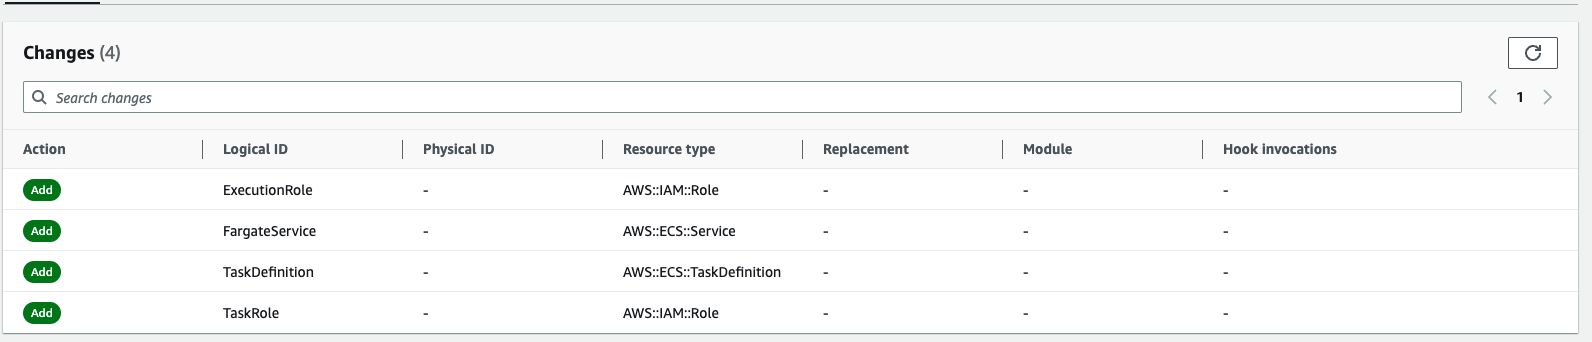 Changes (4)
Search changes
1
Action Logical ID Physical ID Resource type Replacement Module Hook invocations
Add ExecutionRole - AWS::IAM::Role - - -
Add FargateService - AWS::ECS::Service - - -
Add TaskDefinition - AWS::ECS::TaskDefinition - - -
Add TaskRole - AWS::IAM::Role - - -